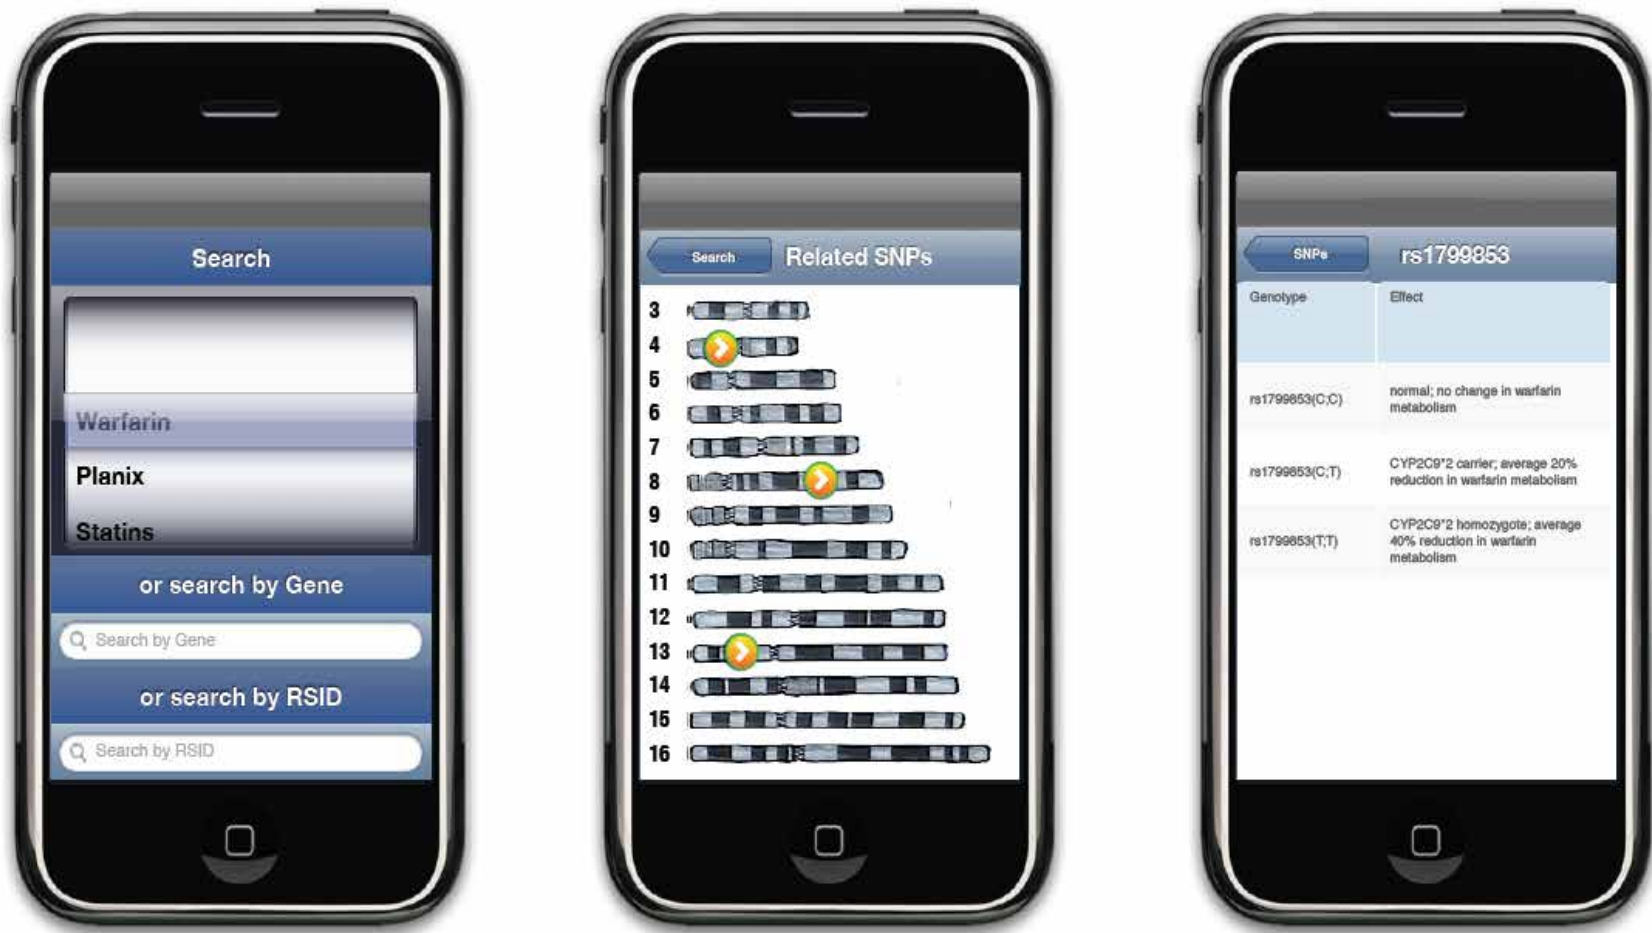 Search
Warfarin
Planix
Statins
or search by Gene
Search by Gene
or search by RSID
Search by RSID
Search
Related SNPs
3
4
5
6
7
8
9
10
11
12
13
14
15
16
SNPs
rs1799853
Genotype
Effect
rs1799853(C;C)
normal; no change in warfarin
metabolism
rs1799853(C;T)
CYP2C9*2 carrier; average 20%
reduction in warfarin metabolism
rs1799853(T;T)
CYP2C9*2 homozygote; average
40% reduction in warfarin
metabolism